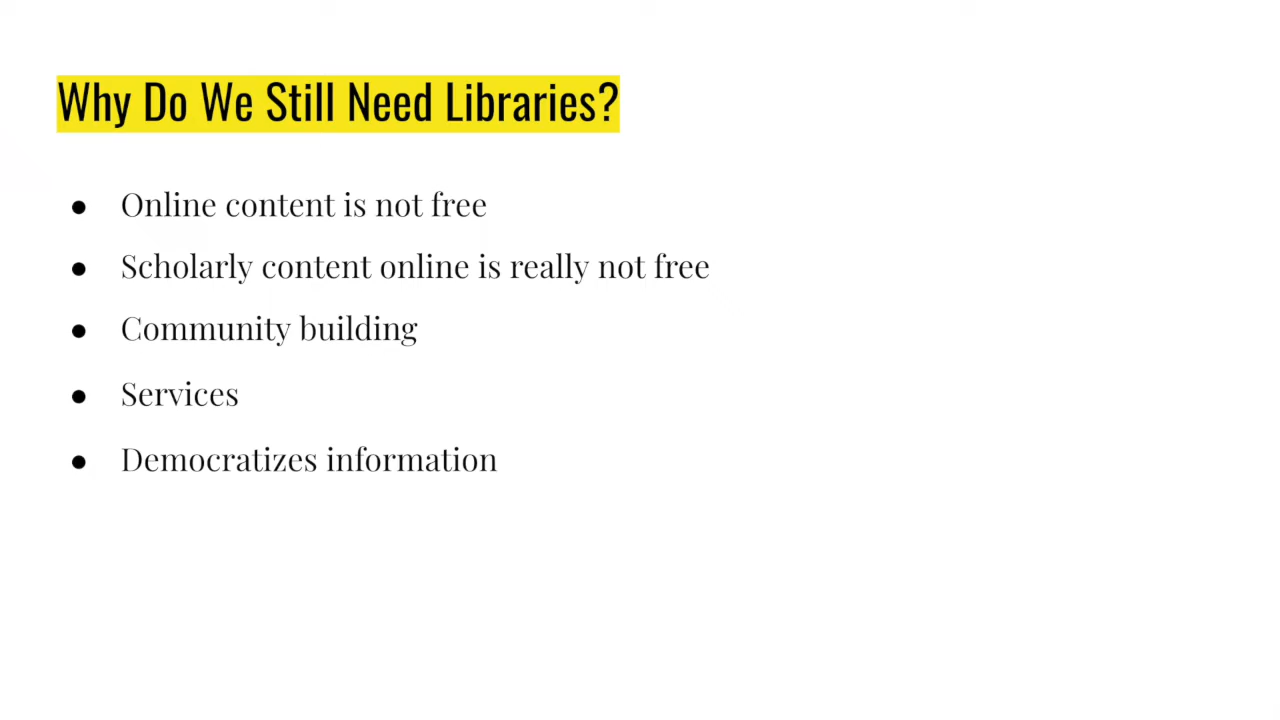 Why Do We Still Need Libraries?
● Online content is not free
● Scholarly content online is really not free
● Community building
● Services
● Democratizes information